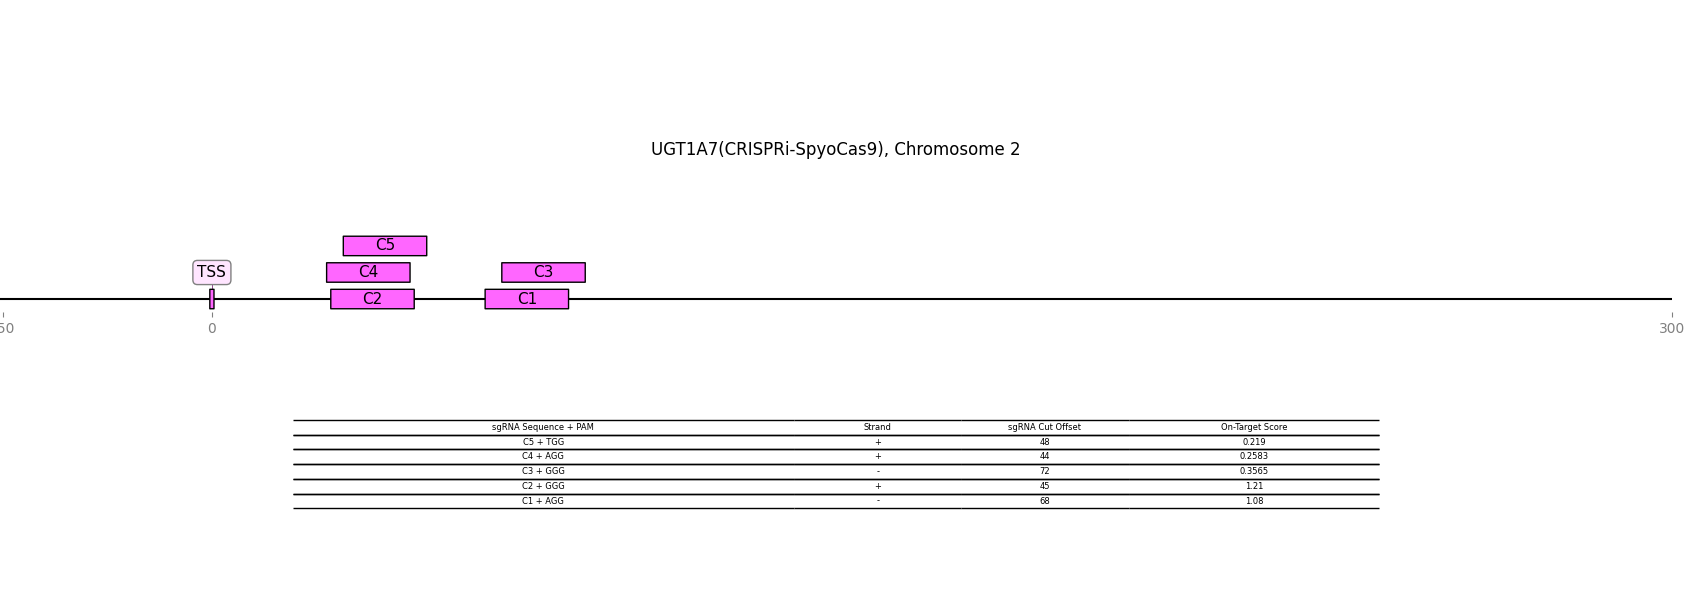 UGT1A7(CRISPRi-SpyoCas9), Chromosome 2
C5
TSS C4 C3
C2 C1
50 0 300
sgRNA Sequence + PAM Strand sgRNA Cut Offset On-Target Score
C5 + TGG + 48 0.219
C4 + AGG + 44 0.2583
C3 + GGG - 72 0.3565
C2 + GGG + 45 1.21
C1 + AGG - 68 1.08